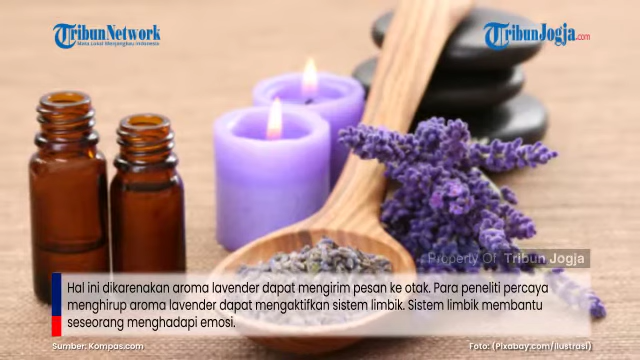 TribunNetwork
Mata Lokal Menjangkau Indonesia
TribunJogja.com
Property Of Tribun Jogja
Hal ini dikarenakan aroma lavender dapat mengirim pesan ke otak. Para peneliti percaya
menghirup aroma lavender dapat mengaktifkan sistem limbik. Sistem limbik membantu
seseorang menghadapi emosi.
Sumber: Kompas.com
Foto: (Pixabay.com/ilustrasi)